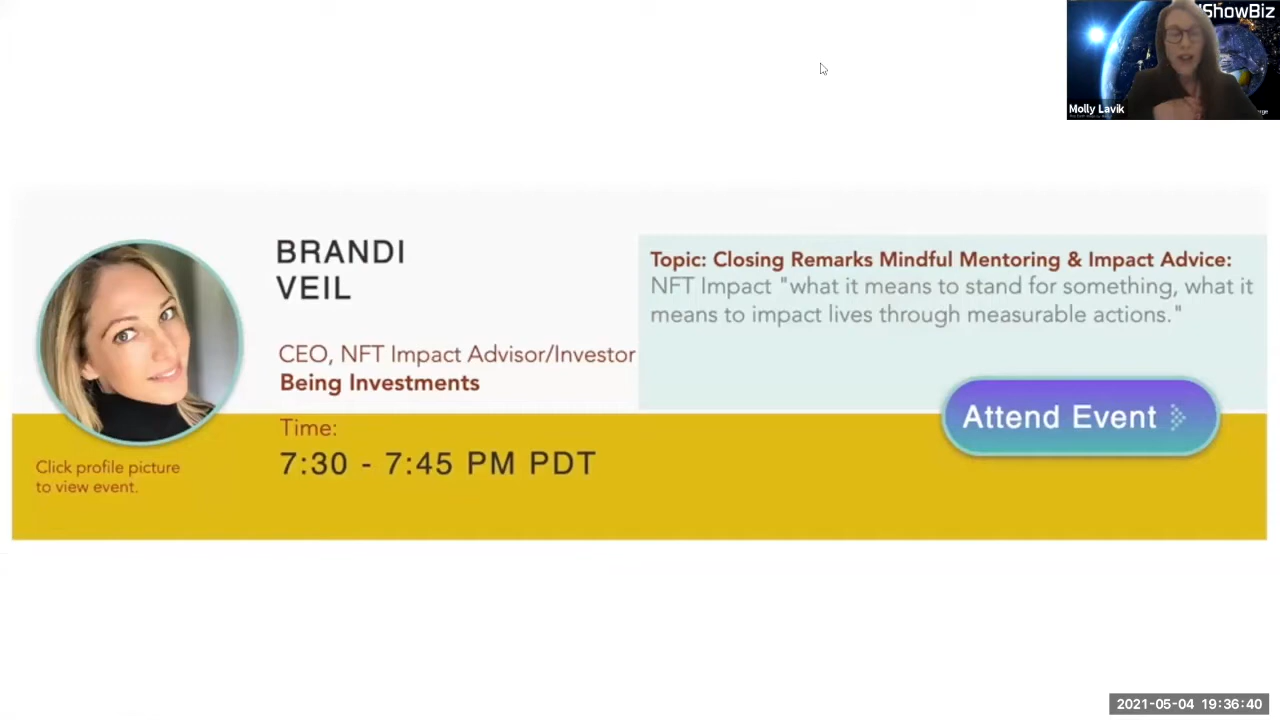 ShowBiz
Molly Lavik
BRANDI
VEIL
CEO, NFT Impact Advisor/Investor
Being Investments
Topic: Closing Remarks Mindful Mentoring & Impact Advice:
NFT Impact "what it means to stand for something, what it
means to impact lives through measurable actions."
Attend Event
Time:
7:30 - 7:45 PM PDT
Click profile picture
to view event.
2021-05-04 19:36:40